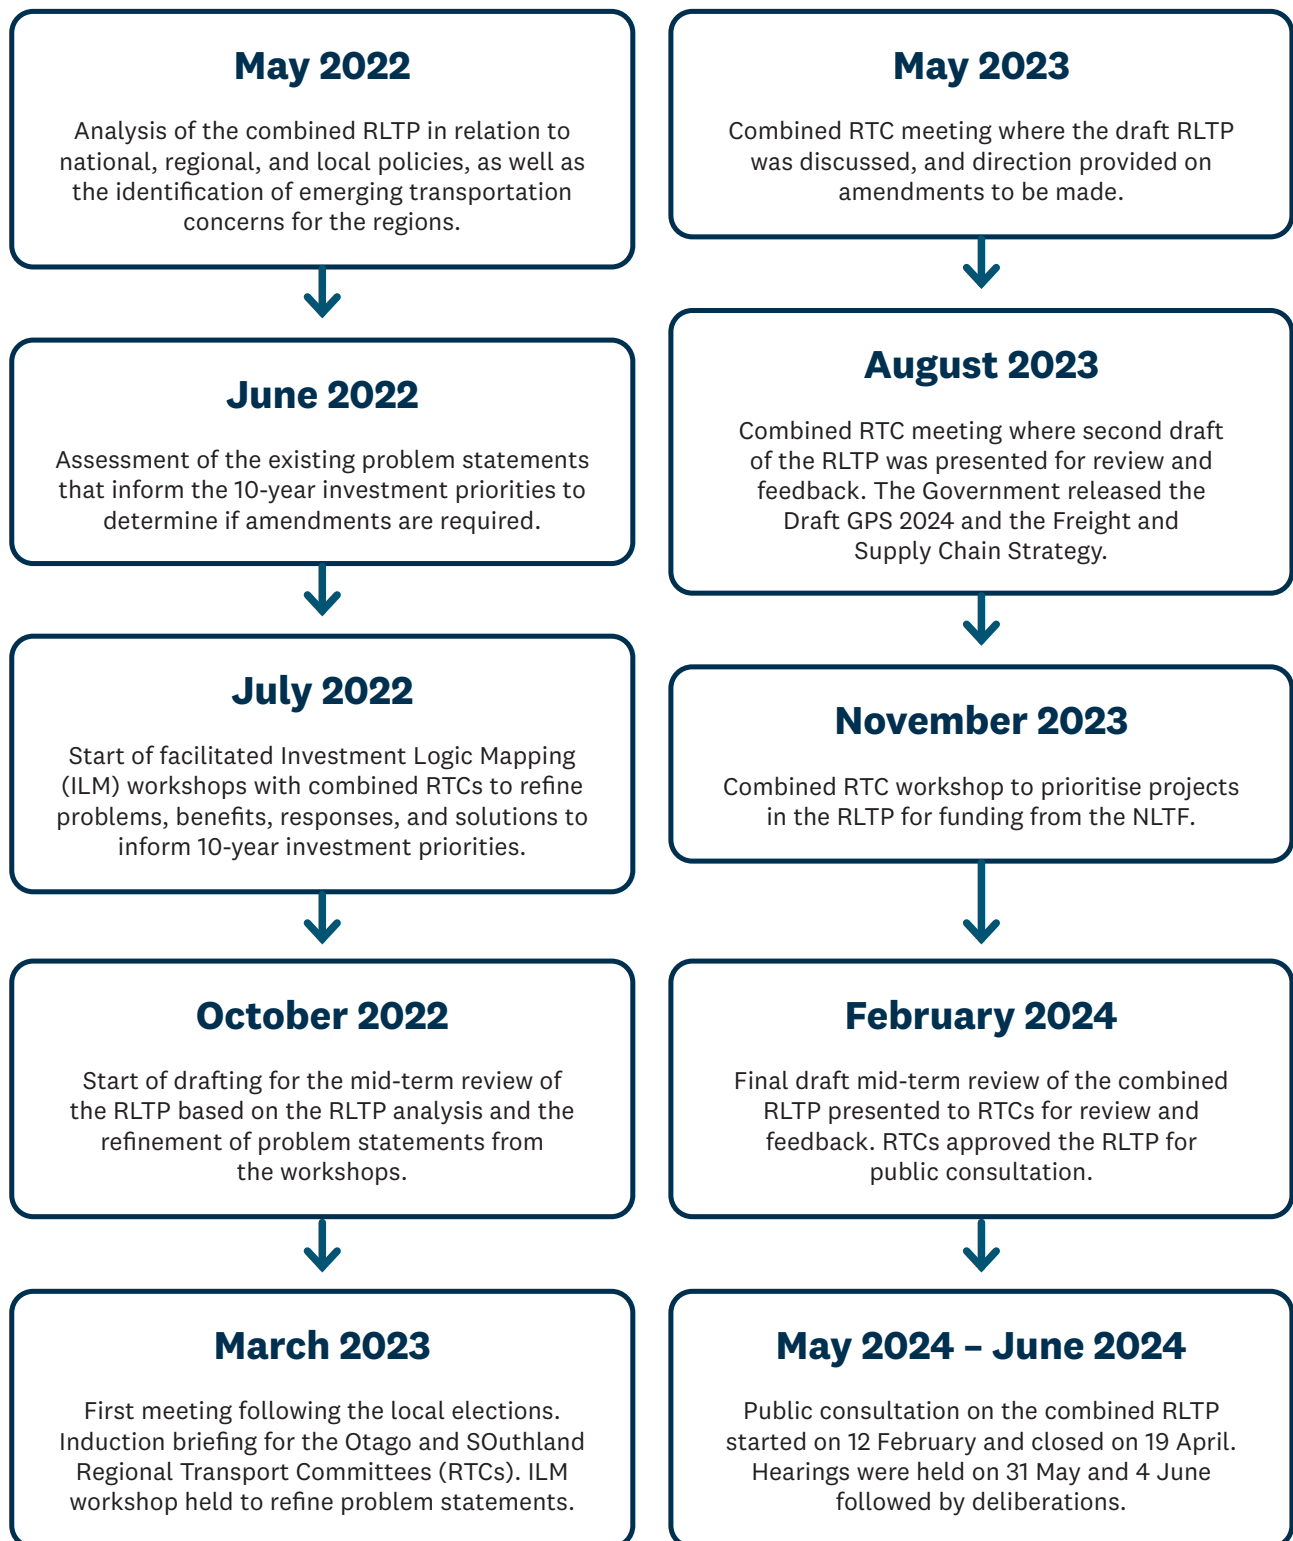 May 2022
Analysis of the combined RLTP in relation to
national, regional, and local policies, as well as
the identification of emerging transportation
concerns for the regions.
June 2022
Assessment of the existing problem statements
that inform the 10-year investment priorities to
determine if amendments are required.
July 2022
Start of facilitated Investment Logic Mapping
(ILM) workshops with combined RTCs to refine
problems, benefits, responses, and solutions to
inform 10-year investment priorities.
October 2022
Start of drafting for the mid-term review of
the RLTP based on the RLTP analysis and the
refinement of problem statements from
the workshops.
March 2023
First meeting following the local elections.
Induction briefing for the Otago and SOuthland
Regional Transport Committees (RTCs). ILM
workshop held to refine problem statements.
May 2023
Combined RTC meeting where the draft RLTP
was discussed, and direction provided on
amendments to be made.
August 2023
Combined RTC meeting where second draft
of the RLTP was presented for review and
feedback. The Government released the
Draft GPS 2024 and the Freight and
Supply Chain Strategy.
November 2023
Combined RTC workshop to prioritise projects
in the RLTP for funding from the NLTF.
February 2024
Final draft mid-term review of the combined
RLTP presented to RTCs for review and
feedback. RTCs approved the RLTP for
public consultation.
May 2024 – June 2024
Public consultation on the combined RLTP
started on 12 February and closed on 19 April.
Hearings were held on 31 May and 4 June
followed by deliberations.